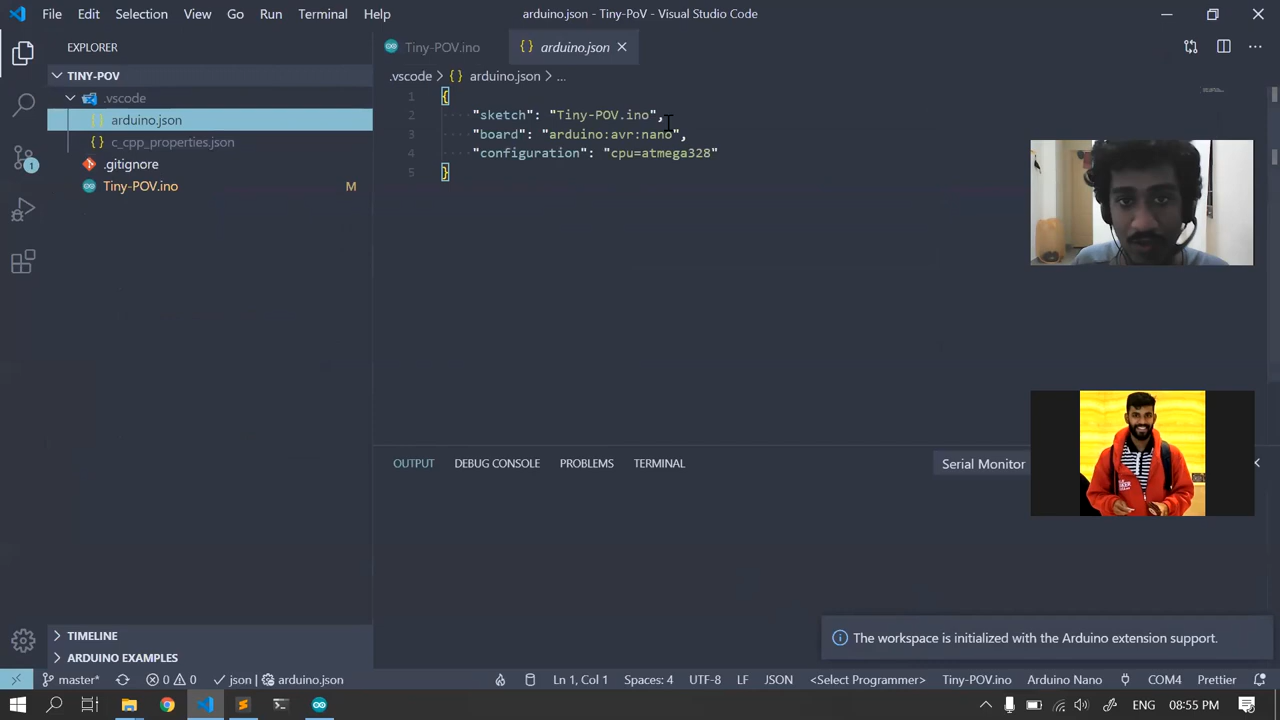 File Edit Selection View Go Run Terminal Help
arduino.json - Tiny-PoV - Visual Studio Code
EXPLORER
TINY-POV
.vscode
{} arduino.json
{} c_cpp_properties.json
.gitignore
Tiny-POV.ino M
1
Tiny-POV.ino
{} arduino.json
.vscode > {} arduino.json > ...
1 {
2 "sketch": "Tiny-POV.ino",
3 "board": "arduino:avr:nano",
4 "configuration": "cpu=atmega328"
5 }
OUTPUT DEBUG CONSOLE PROBLEMS TERMINAL
Serial Monitor
The workspace is initialized with the Arduino extension support.
TIMELINE
ARDUINO EXAMPLES
master* 0 0 json arduino.json Ln 1, Col 1 Spaces: 4 UTF-8 LF JSON <Select Programmer> Tiny-POV.ino Arduino Nano COM4 Prettier
ENG 08:55 PM